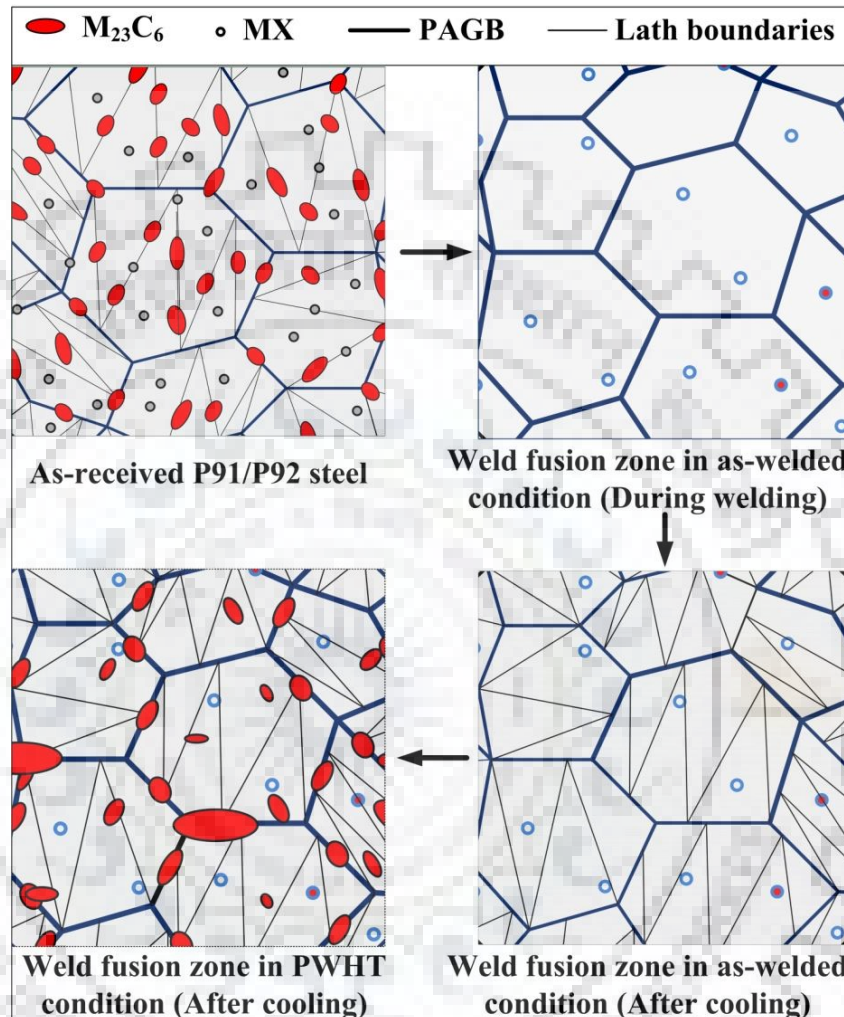 M₂₃C₆ MX PAGB Lath boundaries
As-received P91/P92 steel
Weld fusion zone in as-welded
condition (During welding)
Weld fusion zone in PWHT
condition (After cooling)
Weld fusion zone in as-welded
condition (After cooling)